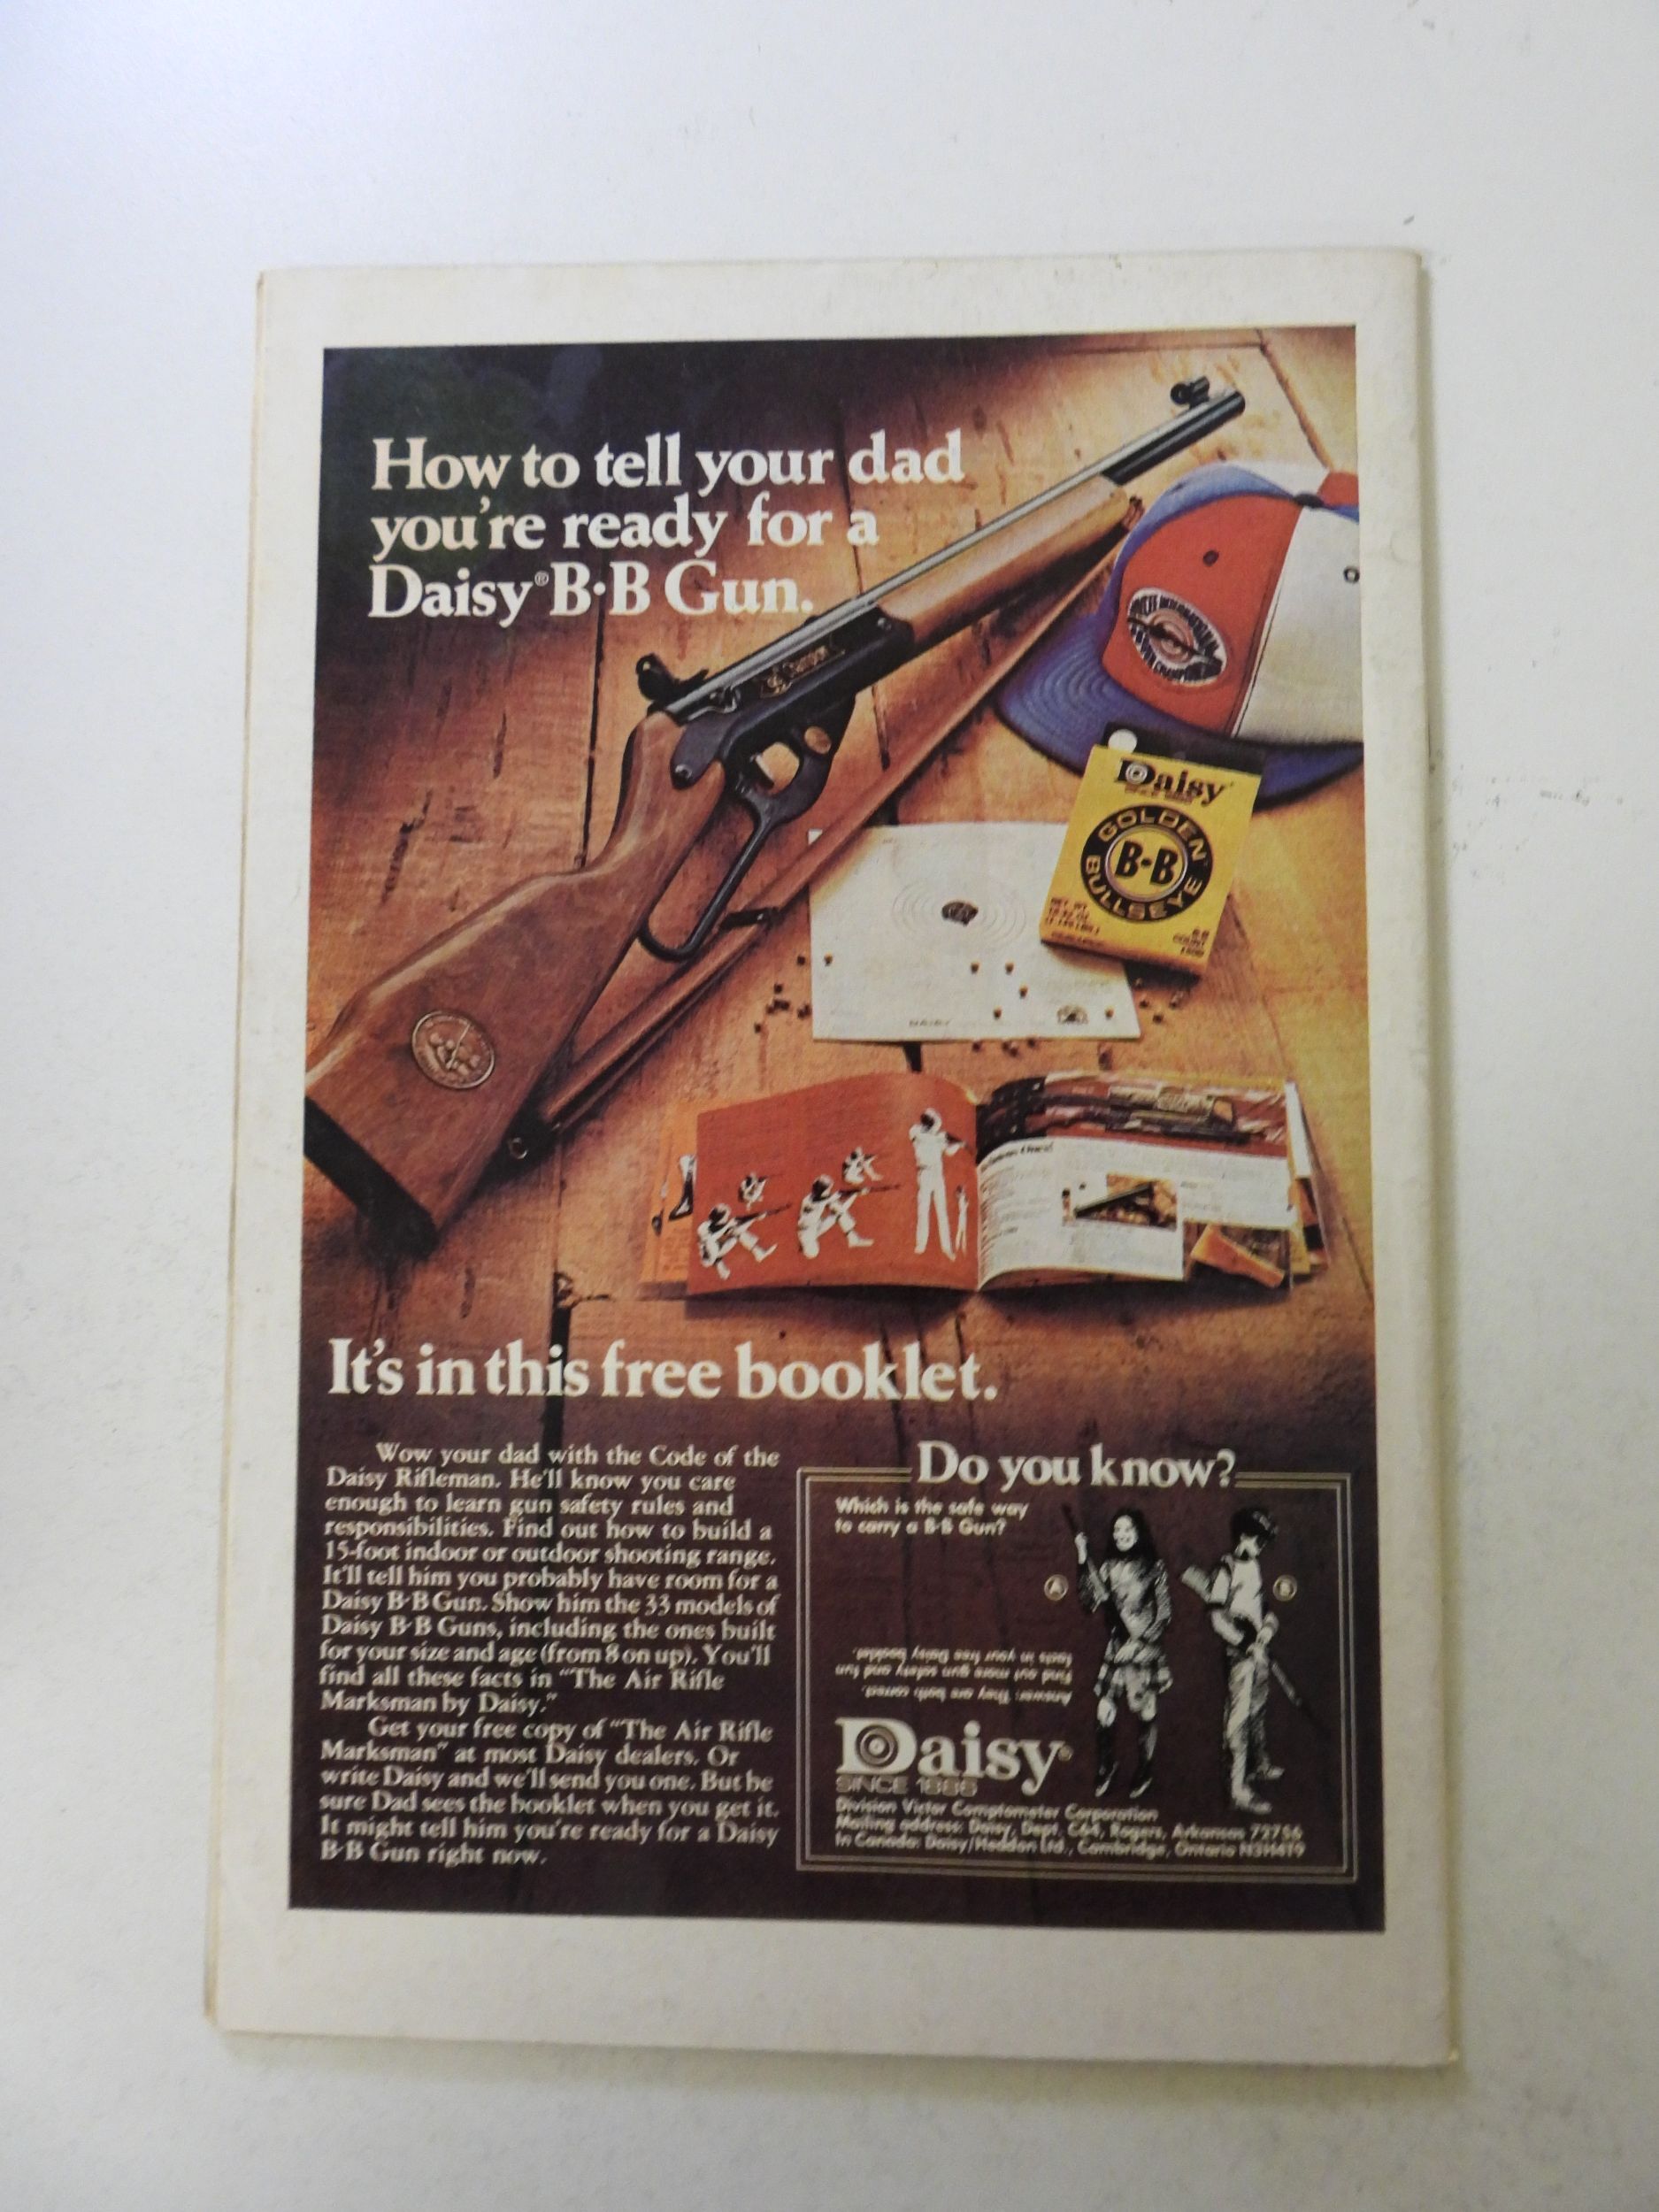 How to tell your dad
you're ready for a
Daisy® B·B Gun.
Daisy
GOLDEN
B·B
BULLSEYE
COUNT
It's in this free booklet.
Wow your dad with the Code of the
Daisy Rifleman. He'll know you care
enough to learn gun safety rules and
responsibilities. Find out how to build a
15-foot indoor or outdoor shooting range.
It'll tell him you probably have room for a
Daisy B·B Gun. Show him the 33 models of
Daisy B·B Guns, including the ones built
for your size and age (from 8 on up). You'll
find all these facts in "The Air Rifle
Marksman by Daisy."
Get your free copy of "The Air Rifle
Marksman" at most Daisy dealers. Or
write Daisy and we'll send you one. But be
sure Dad sees the booklet when you get it.
It might tell him you're ready for a Daisy
B·B Gun right now.
Do you know?
Which is the safe way
to carry a B·B Gun?
A
B
Answer: They are both correct.
Find out more gun safety and fun
facts in your free Daisy booklet.
Daisy®
SINCE 1886
Division Victor Comptometer Corporation
Mailing address: Daisy, Dept. C64, Rogers, Arkansas 72756
In Canada: Daisy/Heddon Ltd., Cambridge, Ontario N3H4T9